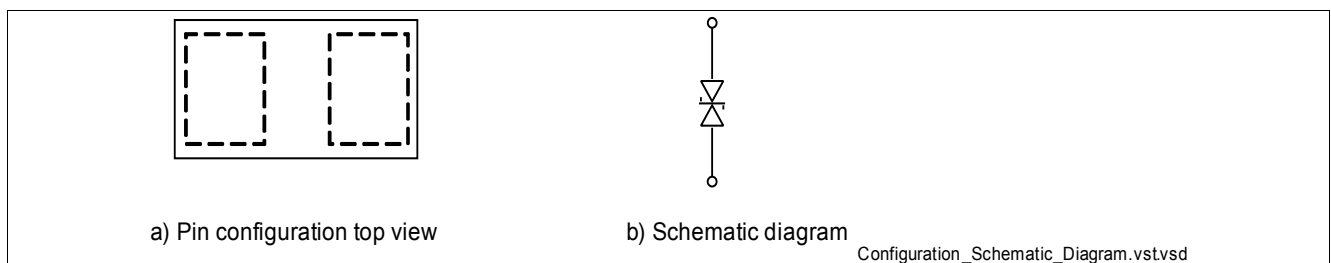 a) Pin configuration top view
b) Schematic diagram
Configuration_Schematic_Diagram.vst.vsd